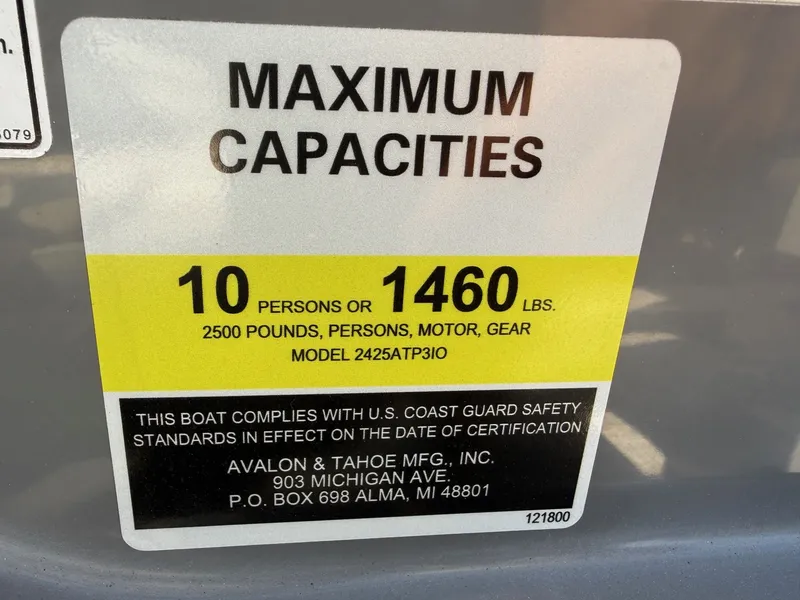 n.
5079
MAXIMUM
CAPACITIES
10 PERSONS OR 1460 LBS.
2500 POUNDS, PERSONS, MOTOR, GEAR
MODEL 2425ATP3IO
THIS BOAT COMPLIES WITH U.S. COAST GUARD SAFETY
STANDARDS IN EFFECT ON THE DATE OF CERTIFICATION
AVALON & TAHOE MFG., INC.
903 MICHIGAN AVE.
P.O. BOX 698 ALMA, MI 48801
121800